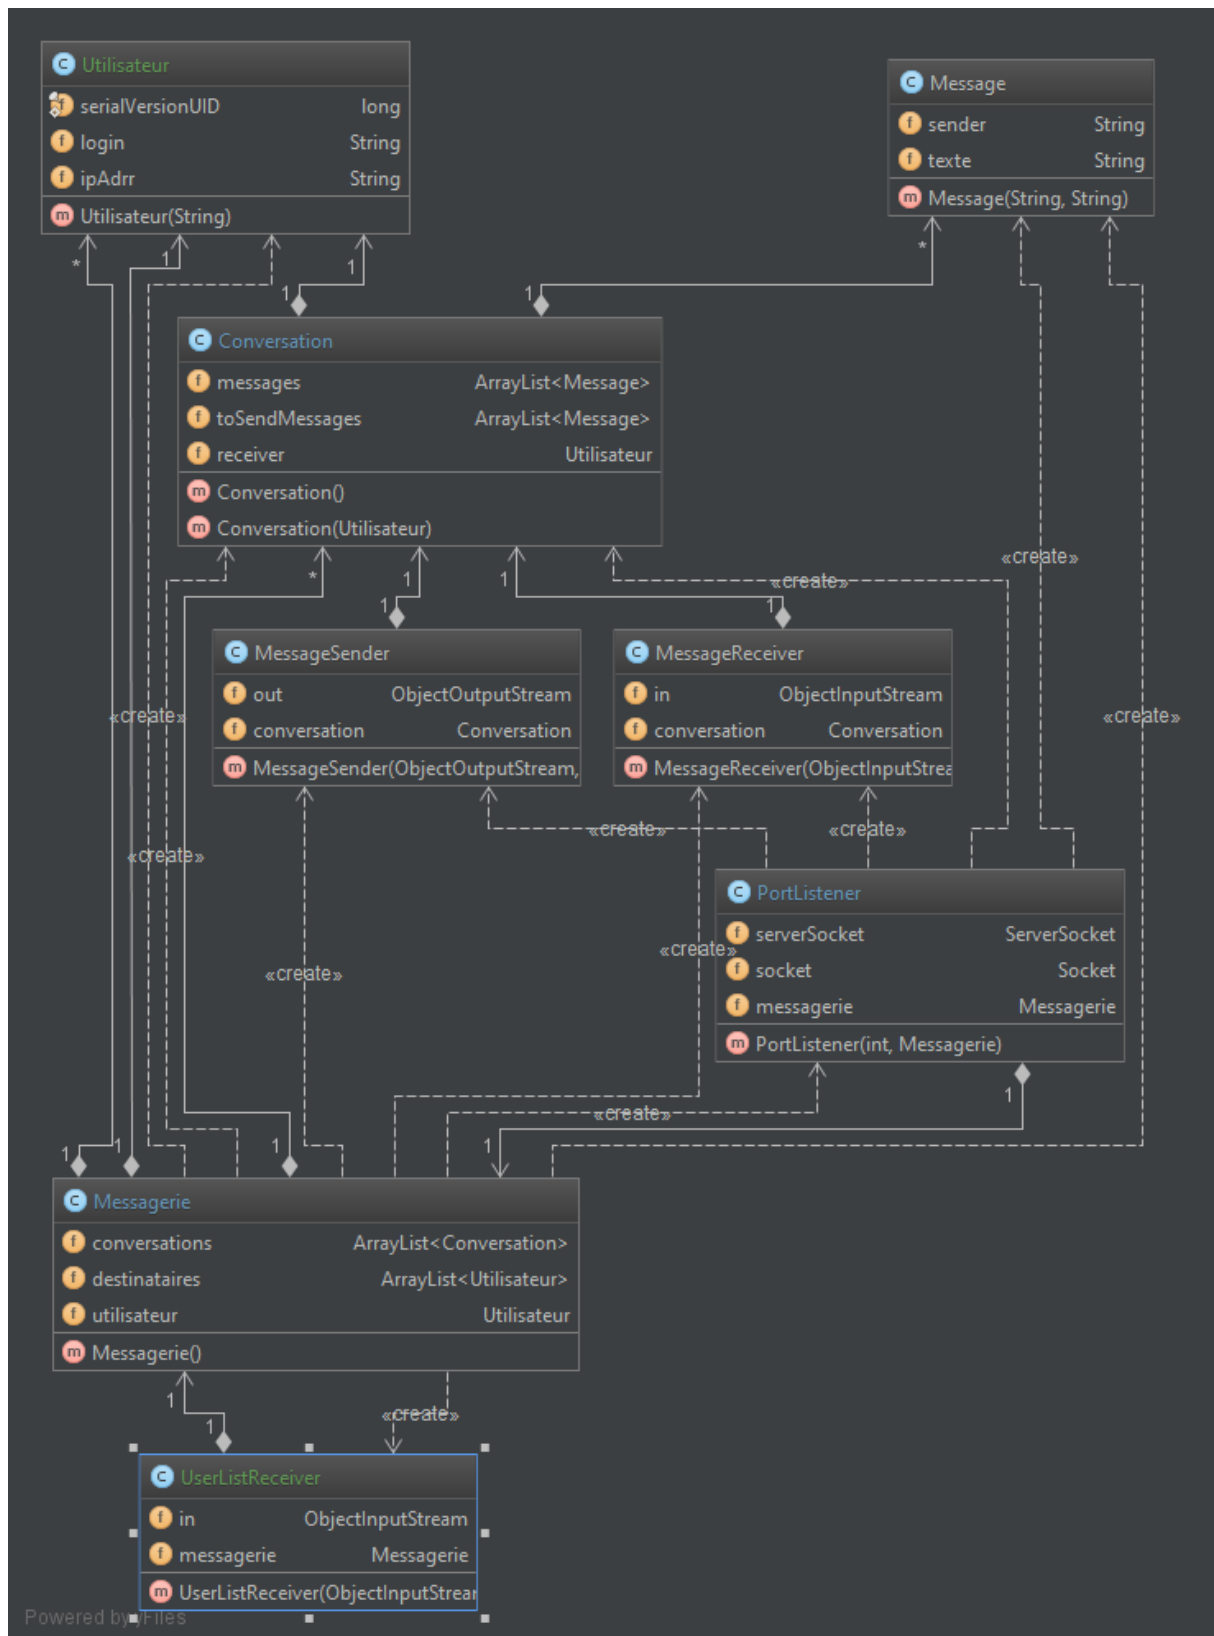 Utilisateur
serialVersionUID long
login String
ipAdrr String
Utilisateur(String)
Message
sender String
texte String
Message(String, String)
* 1 1 *
1 1
Conversation
messages ArrayList<Message>
toSendMessages ArrayList<Message>
receiver Utilisateur
Conversation()
Conversation(Utilisateur)
«create»
* 1 1 «create»
1 1
MessageSender
out ObjectOutputStream
conversation Conversation
MessageSender(ObjectOutputStream,
MessageReceiver
in ObjectInputStream
conversation Conversation
MessageReceiver(ObjectInputStrea
«create» «create»
«create» «create»
«create»
PortListener
serverSocket ServerSocket
socket Socket
messagerie Messagerie
PortListener(int, Messagerie)
«create»
«create»
1
«create»
1 1 1 1
Messagerie
conversations ArrayList<Conversation>
destinataires ArrayList<Utilisateur>
utilisateur Utilisateur
Messagerie()
1
1 «create»
UserListReceiver
in ObjectInputStream
messagerie Messagerie
UserListReceiver(ObjectInputStrear
Powered by yFiles